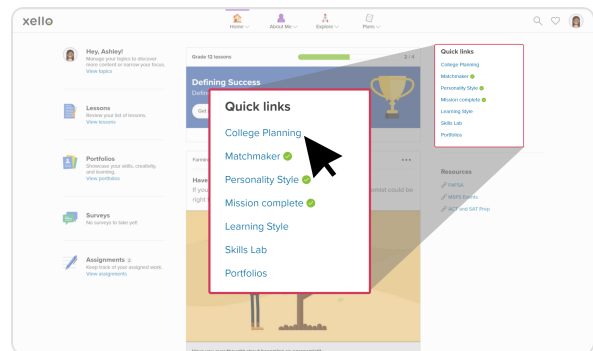 xello
Home
About Me
Explore
Plans
Hey, Ashley!
Manage your topics to discover
more content or narrow your focus.
View topics
Lessons
Review your list of lessons.
View lessons
Portfolios
Showcase your skills, creativity,
and learning.
View portfolios
Surveys
No surveys to take yet!
Assignments
Keep track of your assigned work.
View assignments
Grade 12 lessons
2 / 4
Defining Success
Get
Quick links
College Planning
Matchmaker
Personality Style
Mission complete
Learning Style
Skills Lab
Portfolios
Quick links
College Planning
Matchmaker
Personality Style
Mission complete
Learning Style
Skills Lab
Portfolios
Resources
FAFSA
ACT and SAT Prep